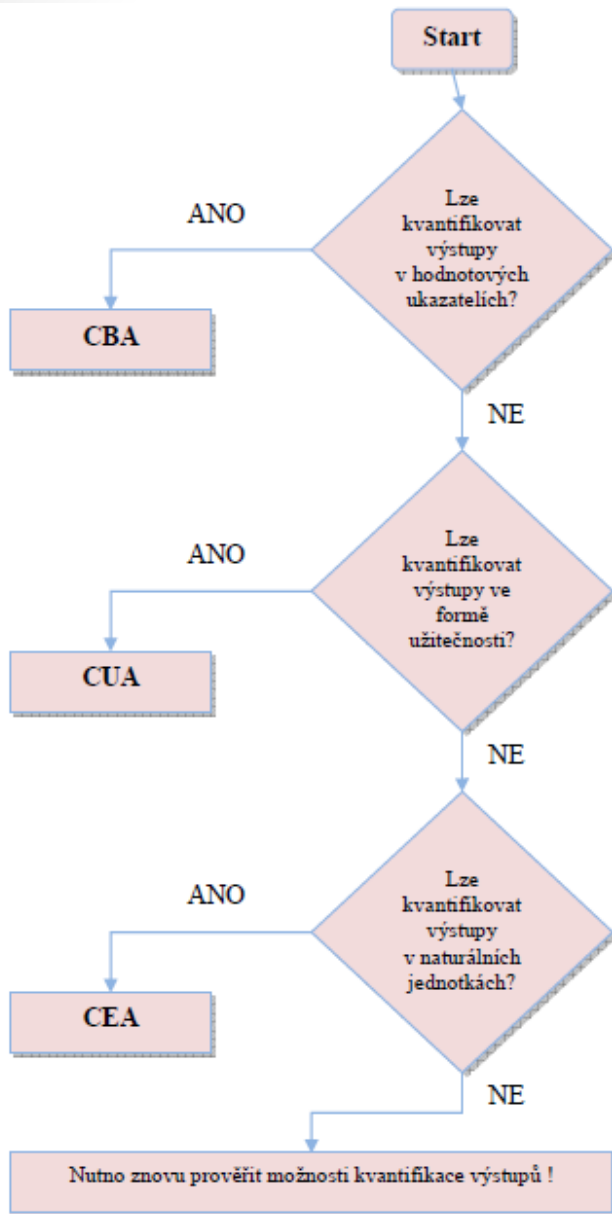 Start
Lze
kvantifikovat
výstupy
v hodnotových
ukazatelích?
ANO
CBA
NE
Lze
kvantifikovat
výstupy ve
formě
užitečnosti?
ANO
CUA
NE
Lze
kvantifikovat
výstupy
v naturálních
jednotkách?
ANO
CEA
NE
Nutno znovu prověřit možnosti kvantifikace výstupů !